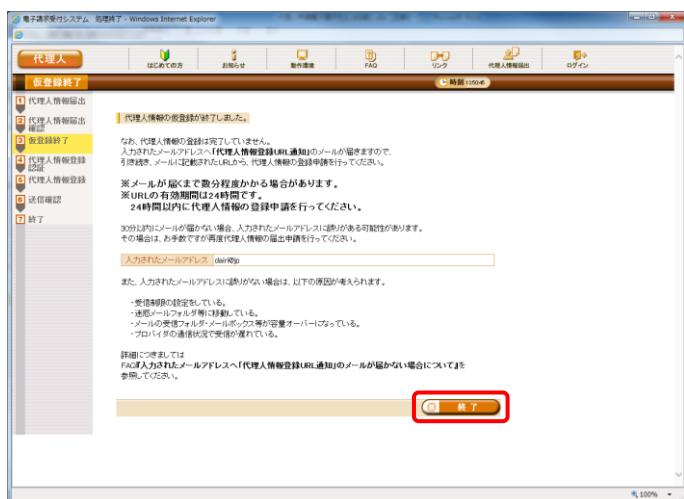 電子請求受付システム 処理終了 - Windows Internet Explorer
代理人
はじめての方
お知らせ
動作環境
FAQ
リンク
代理人情報届出
ログイン
仮登録終了
時刻
1 代理人情報届出
2 代理人情報届出確認
3 仮登録終了
4 代理人情報登録認証
5 代理人情報登録
6 送信確認
7 終了
代理人情報の仮登録が終了しました。
なお、代理人情報の登録は完了していません。
入力されたメールアドレスへ「代理人情報登録URL通知」のメールが届きますので、
引き続き、メールに記載されたURLから、代理人情報の登録申請を行ってください。
※メールが届くまで数分程度かかる場合があります。
※URLの有効期間は24時間です。
24時間以内に代理人情報の登録申請を行ってください。
30分以内にメールが届かない場合、入力されたメールアドレスに誤りがある可能性があります。
その場合は、お手数ですが再度代理人情報の届出申請を行ってください。
入力されたメールアドレス dairi@jp
また、入力されたメールアドレスに誤りがない場合は、以下の原因が考えられます。
・受信制限の設定をしている。
・迷惑メールフォルダ等に移動している。
・メールの受信フォルダ・メールボックス等が容量オーバーになっている。
・プロバイダの通信状況で受信が遅れている。
詳細につきましては
FAQ『入力されたメールアドレスへ「代理人情報登録URL通知」のメールが届かない場合について』を
参照してください。
終了
100%